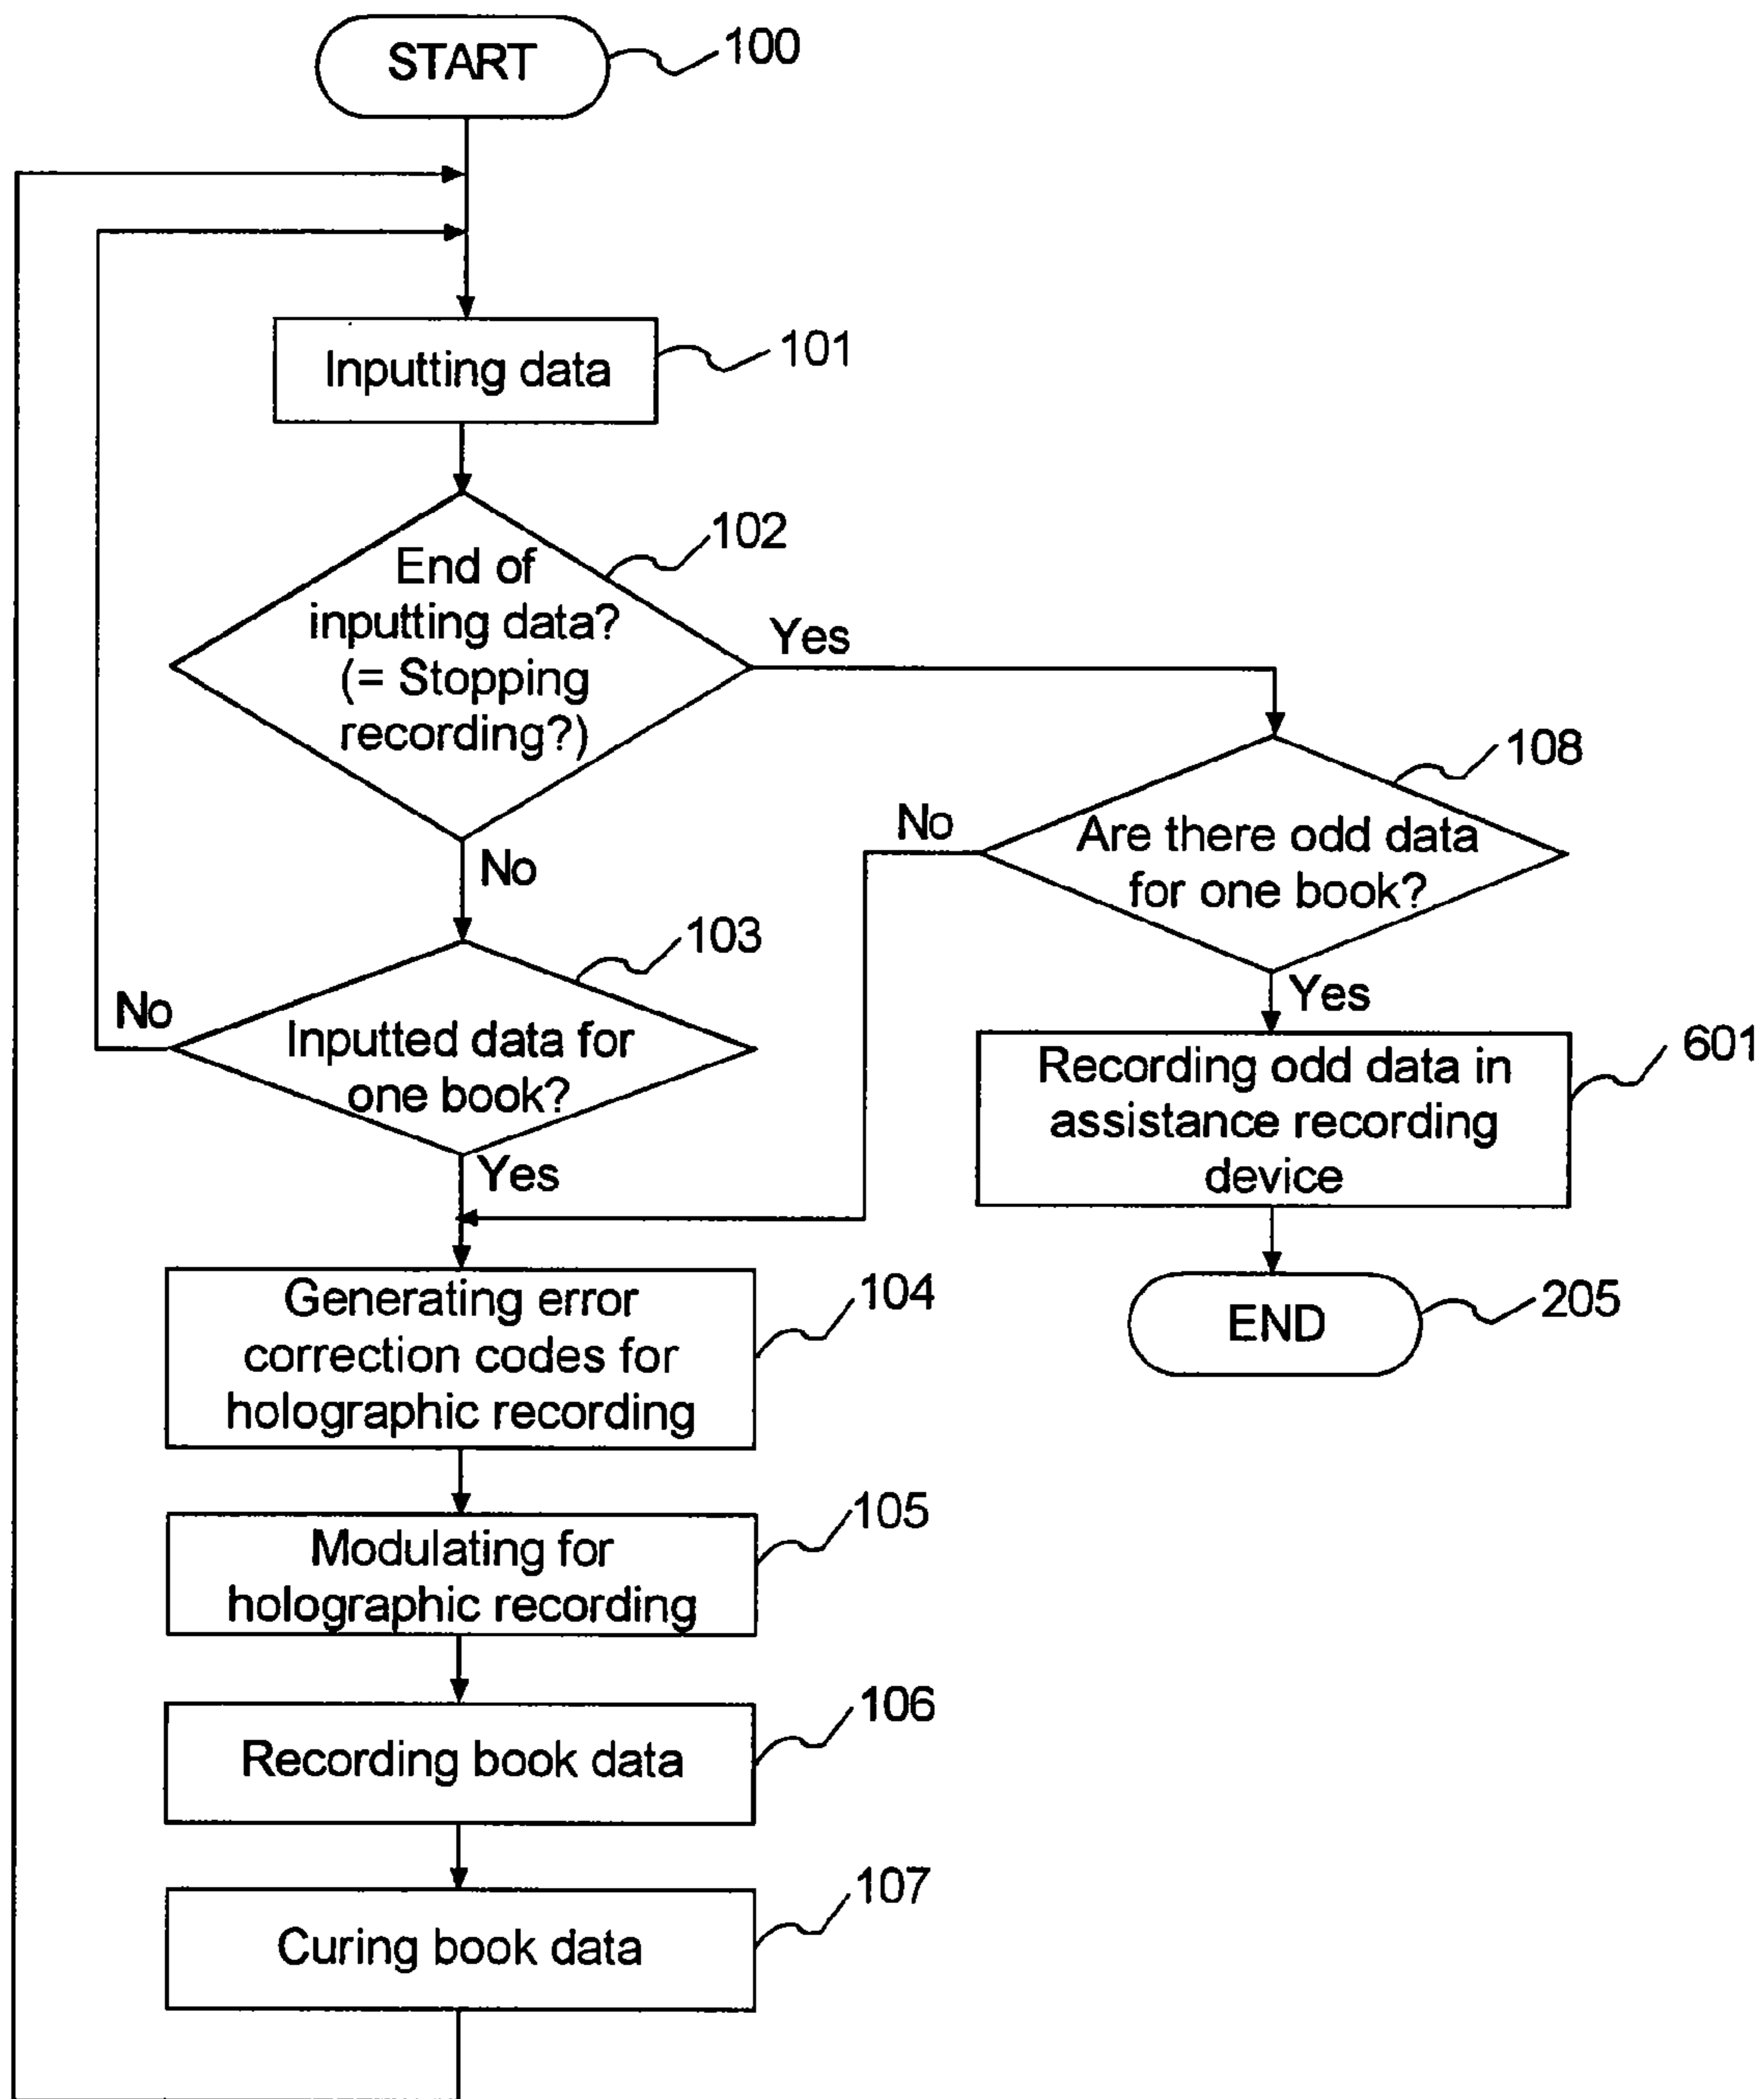 START
100
Inputting data
101
End of
inputting data?
(= Stopping
recording?)
102
Yes
No
Are there odd data
for one book?
108
No
Yes
Inputted data for
one book?
103
No
Yes
Recording odd data in
assistance recording
device
601
END
205
Generating error
correction codes for
holographic recording
104
Modulating for
holographic recording
105
Recording book data
106
Curing book data
107